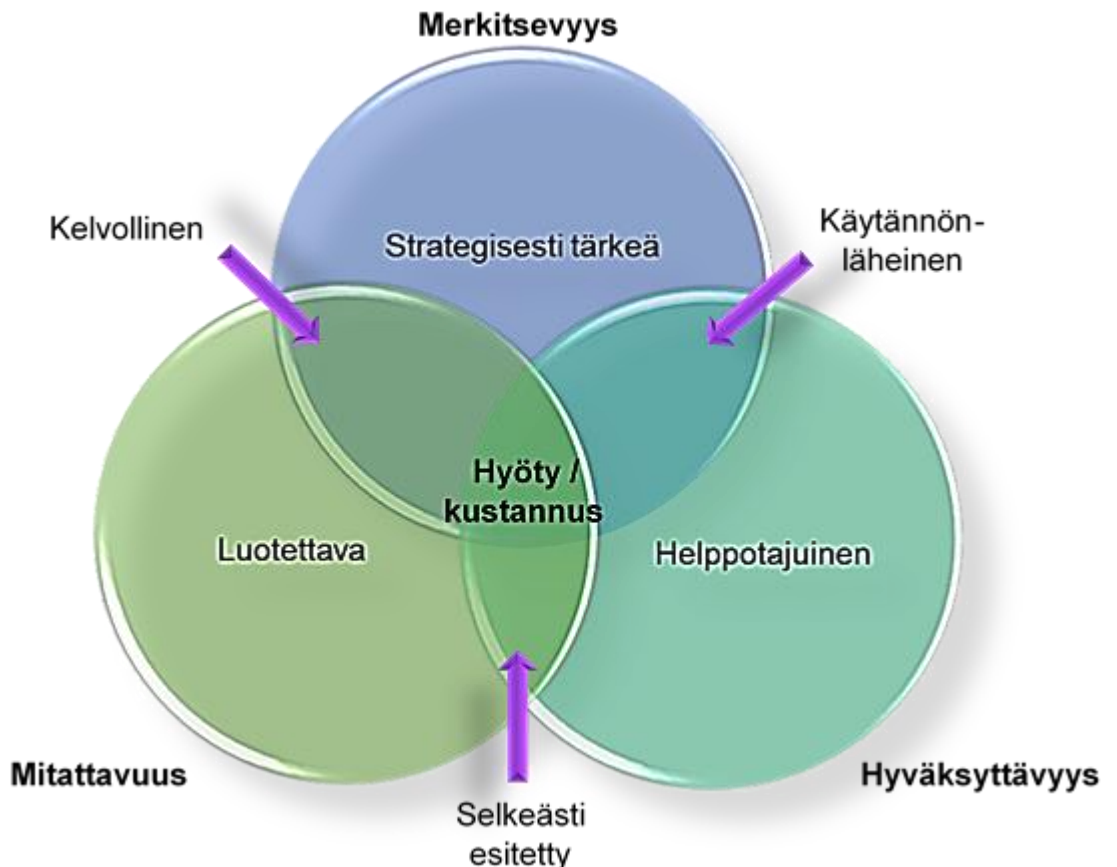 Merkitsevyys
Kelvollinen
Strategisesti tärkeä
Käytännön-
läheinen
Hyöty /
kustannus
Luotettava
Helppotajuinen
Mitattavuus
Hyväksyttävyys
Selkeästi
esitetty